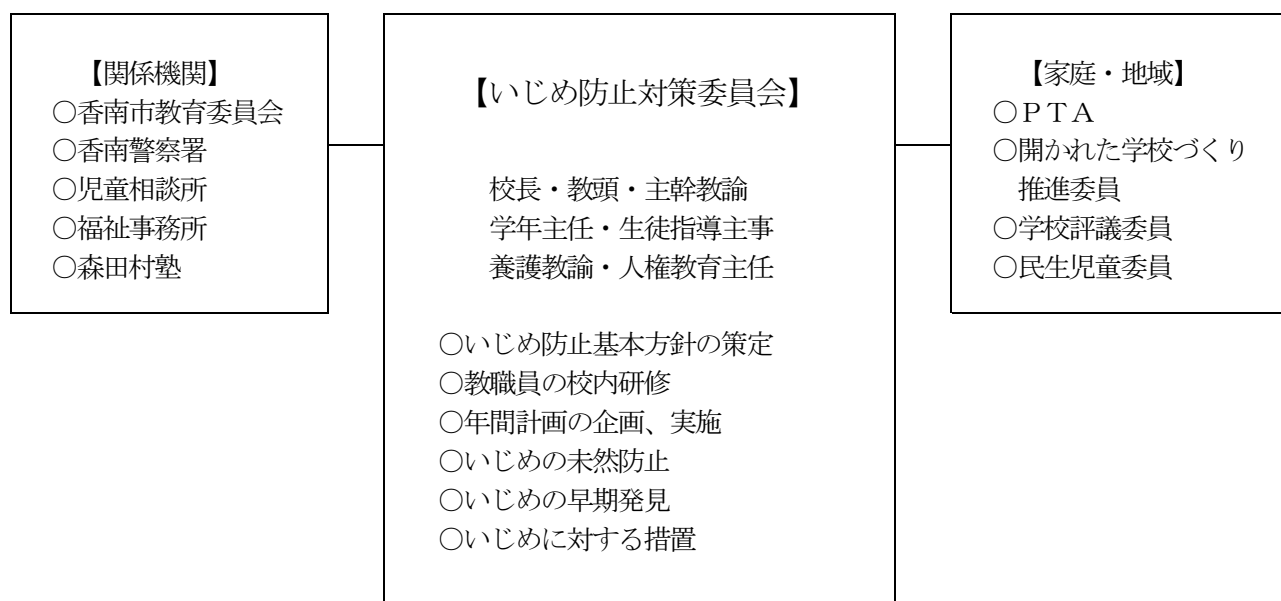 【関係機関】
○香南市教育委員会
○香南警察署
○児童相談所
○福祉事務所
○森田村塾
【いじめ防止対策委員会】
校長・教頭・主幹教諭
学年主任・生徒指導主事
養護教諭・人権教育主任
○いじめ防止基本方針の策定
○教職員の校内研修
○年間計画の企画、実施
○いじめの未然防止
○いじめの早期発見
○いじめに対する措置
【家庭・地域】
○ＰＴＡ
○開かれた学校づくり
推進委員
○学校評議委員
○民生児童委員